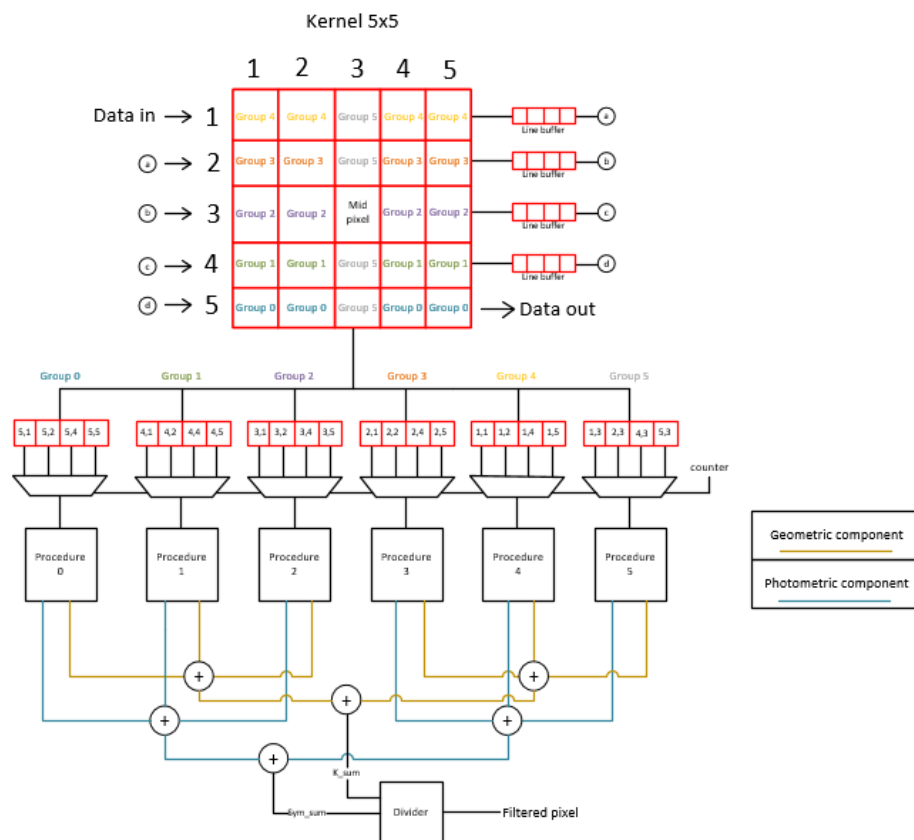 Kernel 5x5
1 2 3 4 5
Data in 1 Group 4 Group 4 Group 5 Group 4 Group 4 a
Line buffer
a 2 Group 3 Group 3 Group 5 Group 3 Group 3 b
Line buffer
b 3 Group 2 Group 2 Mid pixel Group 2 Group 2 c
Line buffer
c 4 Group 1 Group 1 Group 5 Group 1 Group 1 d
Line buffer
d 5 Group 0 Group 0 Group 5 Group 0 Group 0 Data out
Group 0 Group 1 Group 2 Group 3 Group 4 Group 5
5,1 5,2 5,4 5,5 4,1 4,2 4,4 4,5 3,1 3,2 3,4 3,5 2,1 2,2 2,4 2,5 1,1 1,2 1,4 1,5 1,3 2,3 4,3 5,3
counter
Procedure 0 Procedure 1 Procedure 2 Procedure 3 Procedure 4 Procedure 5
Geometric component
Photometric component
+ +
+
+ +
+
K_sum
Sym_sum Divider Filtered pixel